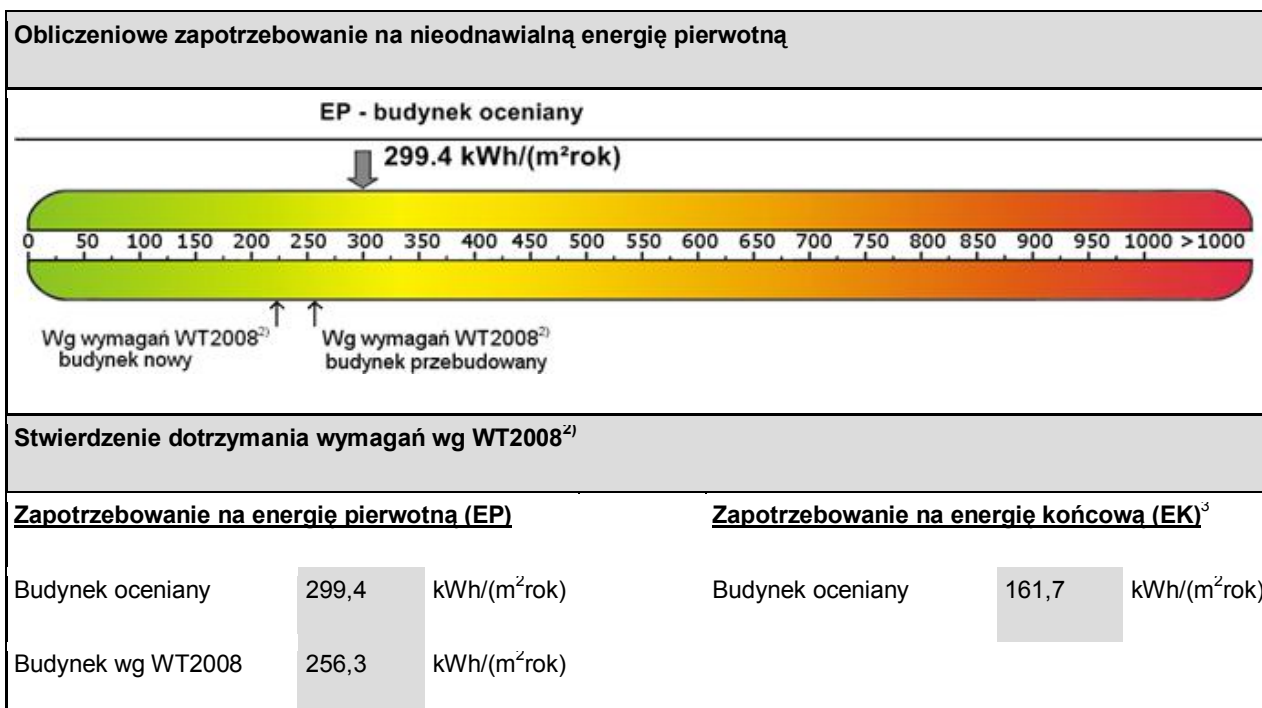 Obliczeniowe zapotrzebowanie na nieodnawialną energię pierwotną
EP - budynek oceniany
299.4 kWh/(m²rok)
0 50 100 150 200 250 300 350 400 450 500 550 600 650 700 750 800 850 900 950 1000 >1000
Wg wymagań WT2008²⁾
budynek nowy
Wg wymagań WT2008²⁾
budynek przebudowany
Stwierdzenie dotrzymania wymagań wg WT2008²⁾
Zapotrzebowanie na energię pierwotną (EP)
Zapotrzebowanie na energię końcową (EK)³
Budynek oceniany 299,4 kWh/(m²rok)
Budynek oceniany 161,7 kWh/(m²rok)
Budynek wg WT2008 256,3 kWh/(m²rok)